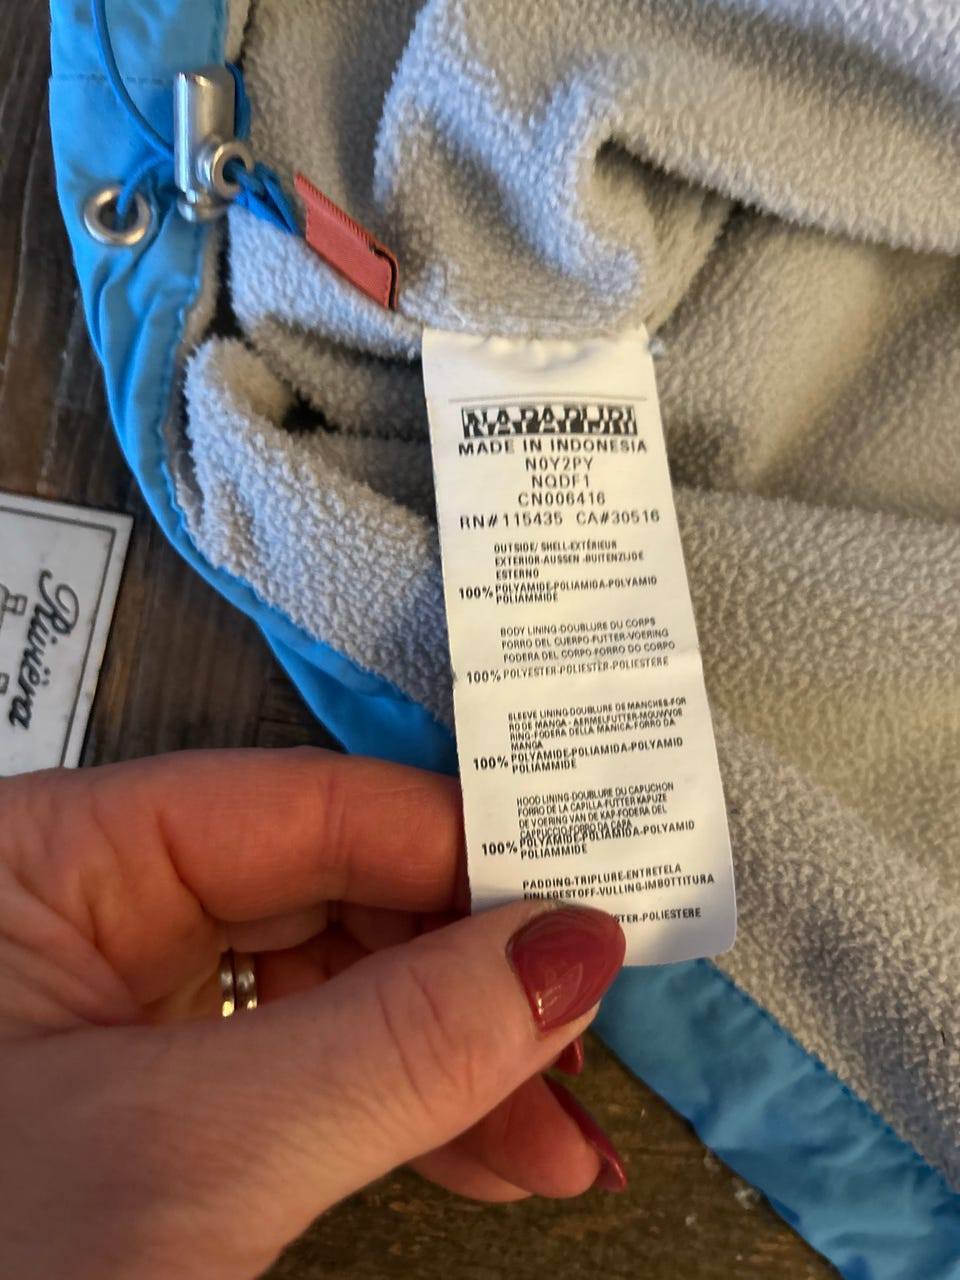 NAPAPIJRI
MADE IN INDONESIA
N0Y2PY
NQDF1
CN006416
RN#115435 CA#30516
OUTSIDE/ SHELL-EXTÉRIEUR
EXTERIOR-AUSSEN -BUITENZIJDE
ESTERNO
100% POLYAMIDE-POLIAMIDA-POLYAMID
POLIAMMIDE
BODY LINING-DOUBLURE DU CORPS
FORRO DEL CUERPO-FUTTER-VOERING
FODERA DEL CORPO-FORRO DO CORPO
100% POLYESTER-POLIESTER-POLIESTERE
SLEEVE LINING-DOUBLURE DE MANCHES-FOR
RO DE MANGA - AERMELFUTTER-MOUWVOE
RING-FODERA DELLA MANICA-FORRO DA
MANGA
100% POLYAMIDE-POLIAMIDA-POLYAMID
POLIAMMIDE
HOOD LINING-DOUBLURE DU CAPUCHON
FORRO DE LA CAPILLA-FUTTER KAPUZE
DE VOERING VAN DE KAP-FODERA DEL
CAPPUCCIO-FORRO DA CAPA
100% POLYAMIDE-POLIAMIDA-POLYAMID
POLIAMMIDE
PADDING-TRIPLURE-ENTRETELA
EINLEGESTOFF-VULLING-IMBOTTITURA
STER-POLIESTERE
Riviera